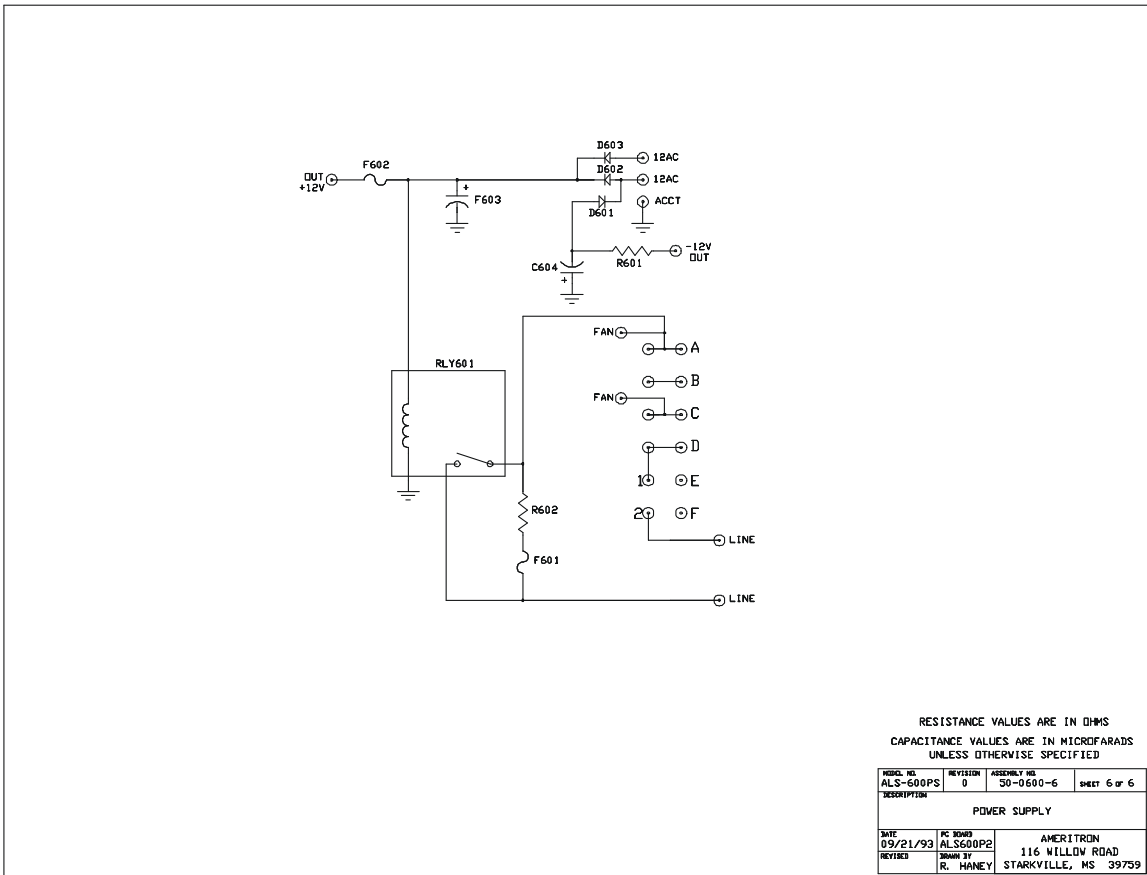 D603
12AC
F602
D602
OUT
+12V
12AC
+
F603
ACCT
D601
-12V
OUT
R601
C604
+
FAN
A
RLY601
B
FAN
C
D
1
E
R602
2
F
LINE
F601
LINE
RESISTANCE VALUES ARE IN OHMS
CAPACITANCE VALUES ARE IN MICROFARADS
UNLESS OTHERWISE SPECIFIED
MODEL NO. REVISION ASSEMBLY NO.
ALS-600PS 0 50-0600-6 SHEET 6 OF 6
DESCRIPTION
POWER SUPPLY
DATE PC BOARD
09/21/93 ALS600P2
REVISED DRAWN BY
R. HANEY
AMERITRON
116 WILLOW ROAD
STARKVILLE, MS 39759